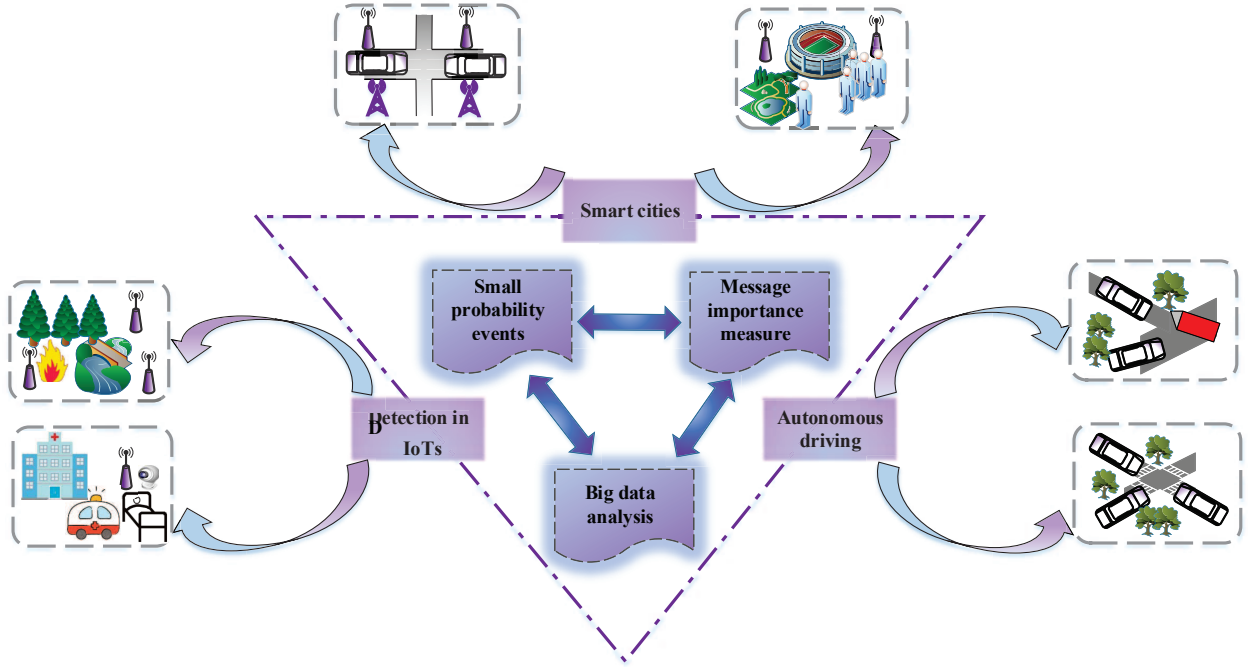 Smart cities
Small
probability
events
Message
importance
measure
Detection in
IoTs
Autonomous
driving
Big data
analysis